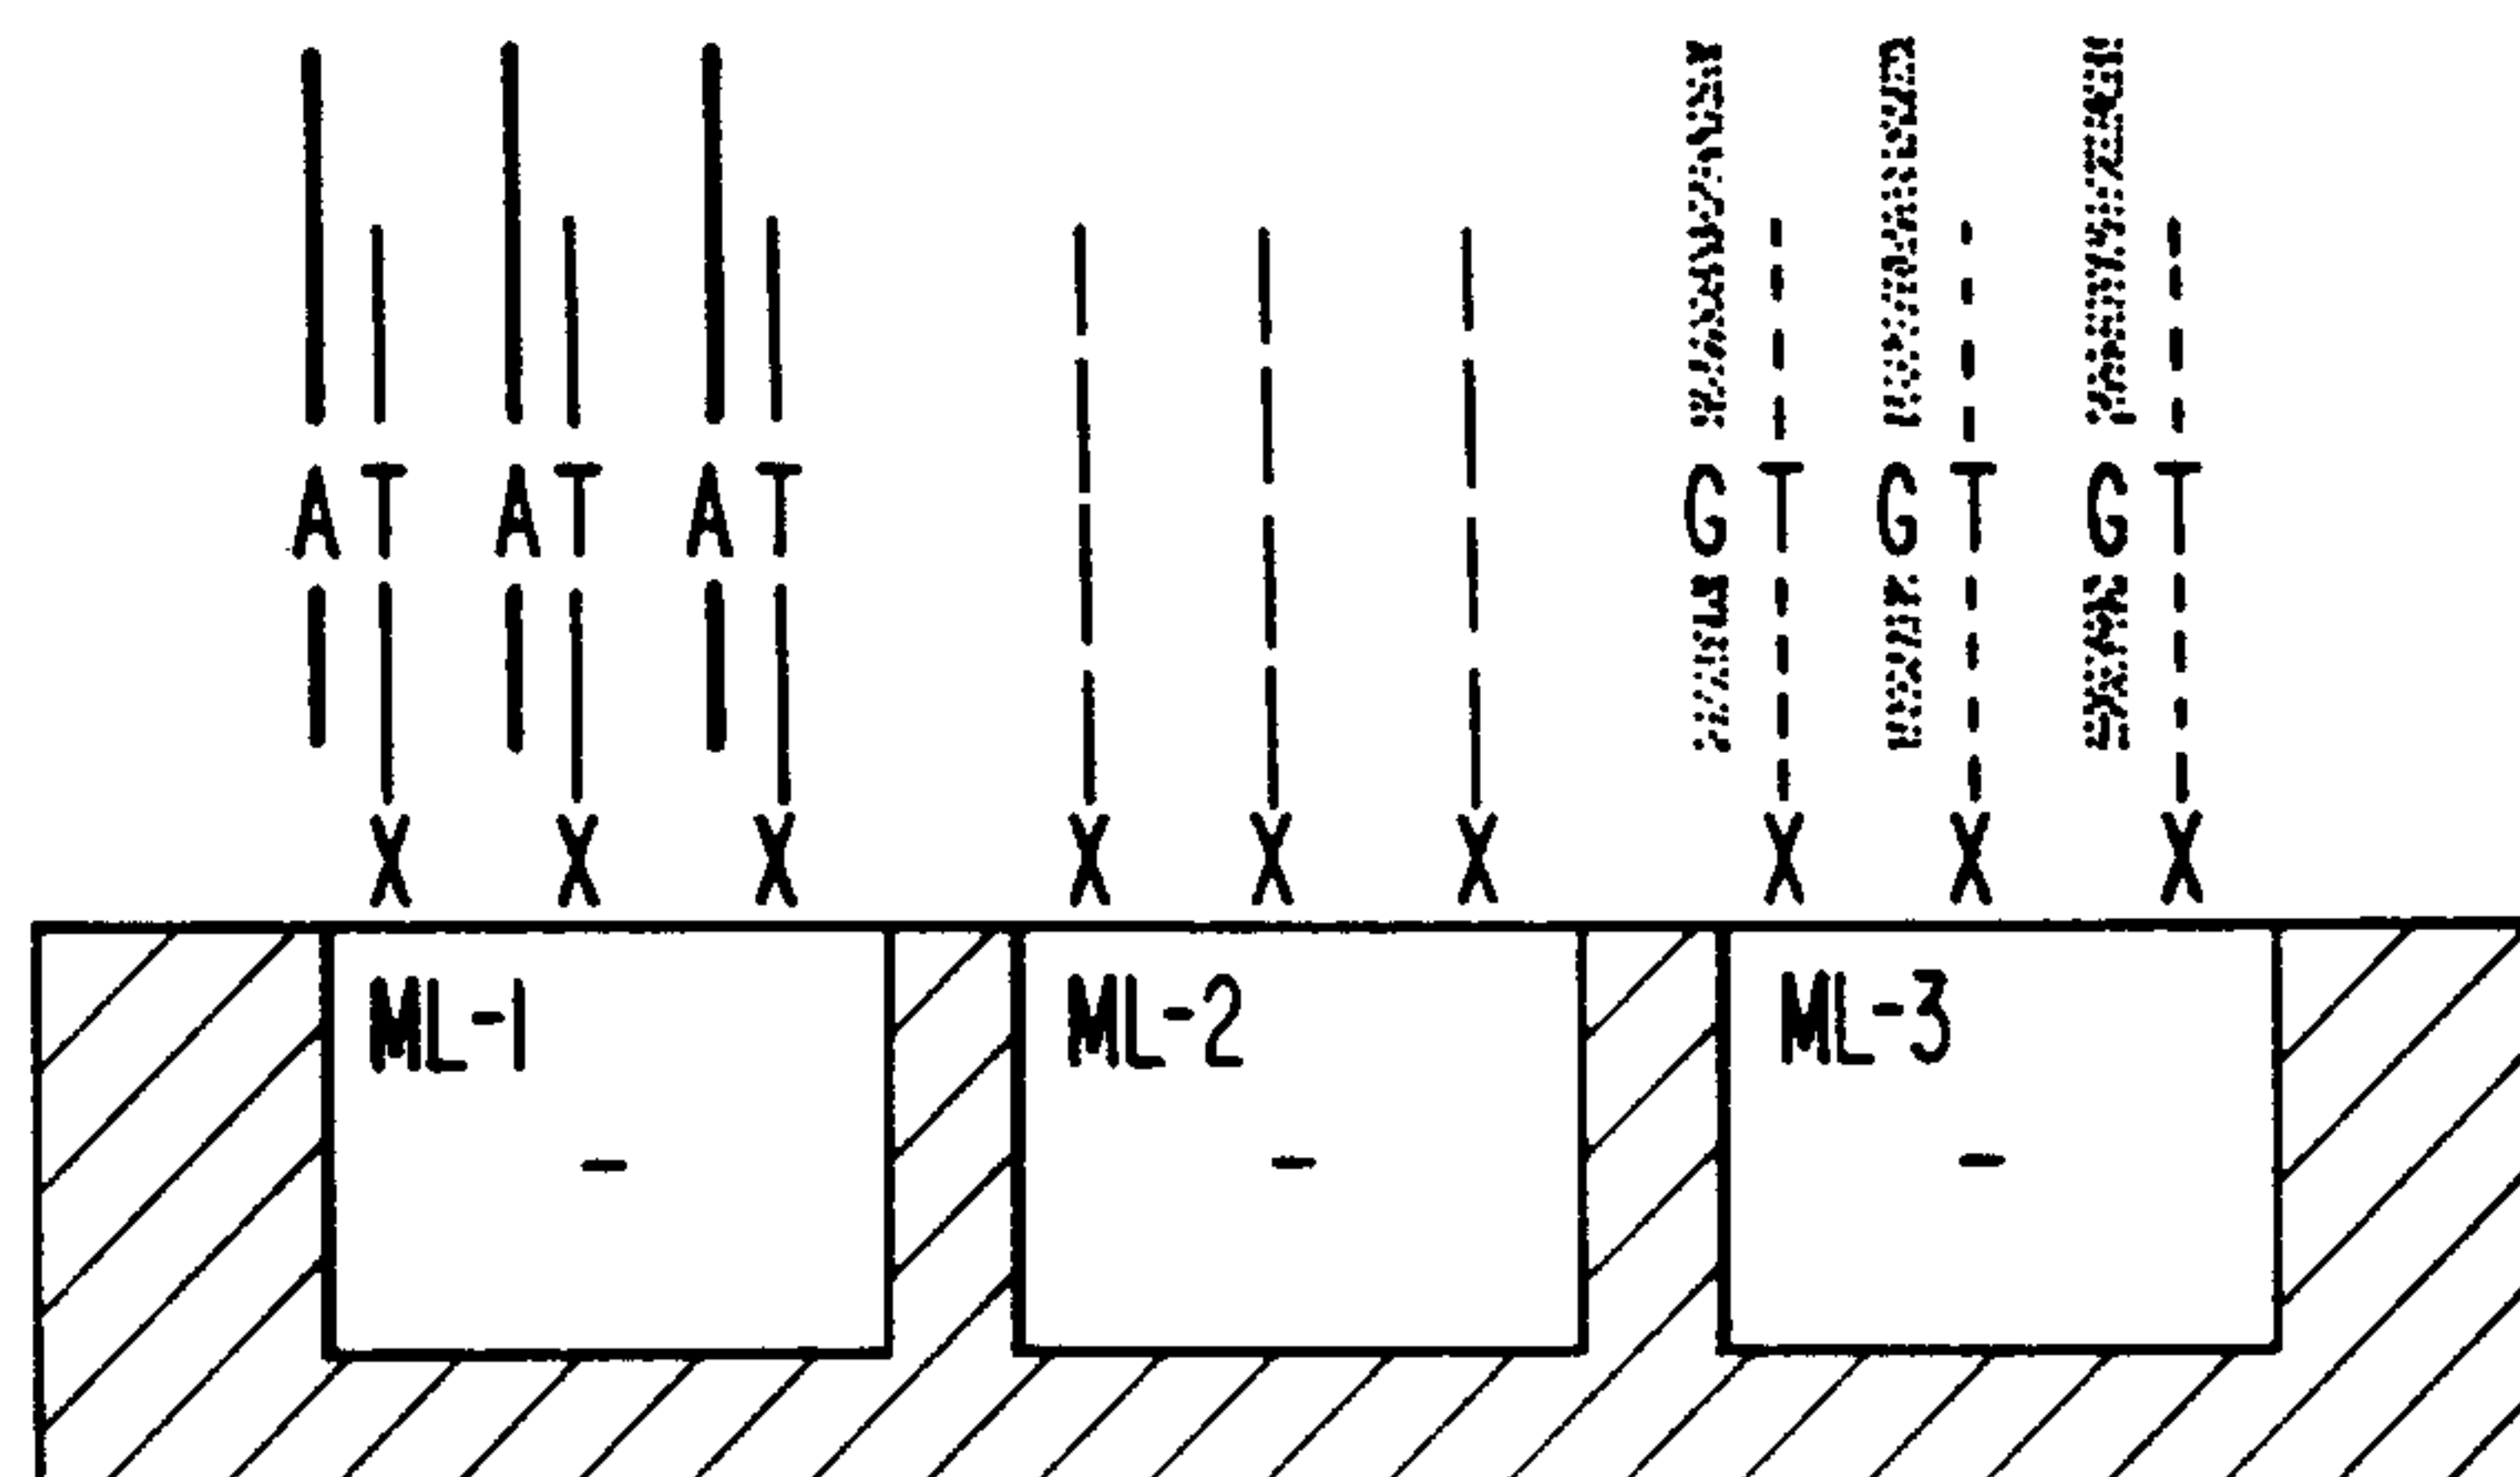 A T A T A T G T G T G T
X X X X X X X X X
ML-1 ML-2 ML-3
- - -